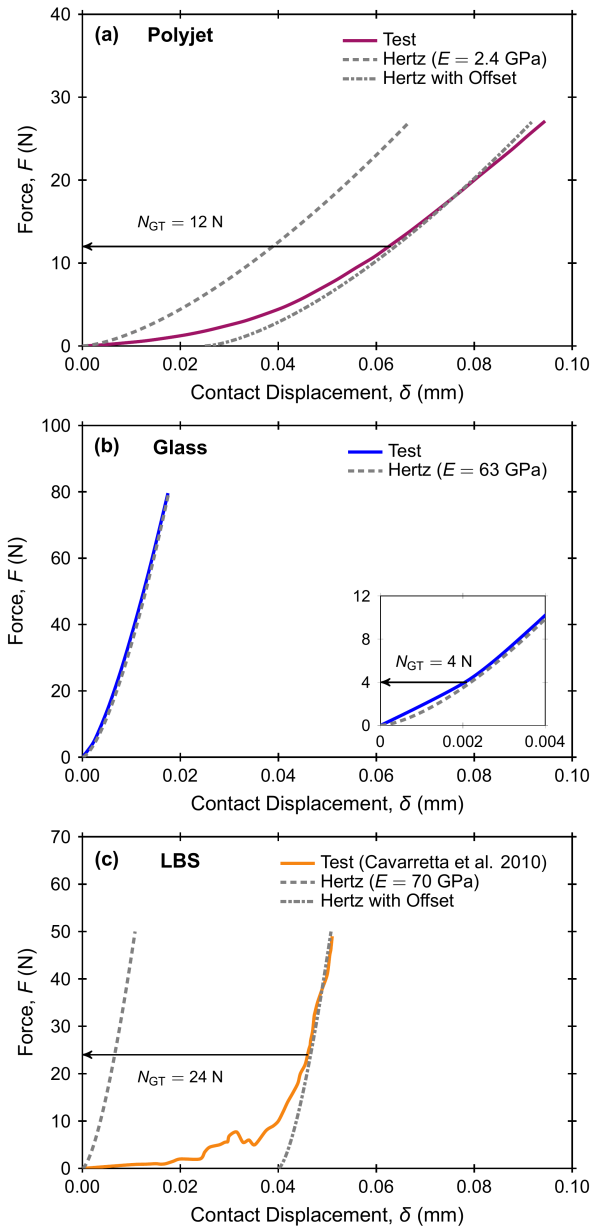 (a) Polyjet
Test
Hertz (E = 2.4 GPa)
Hertz with Offset
N_GT = 12 N
40
30
20
10
0
Force, F (N)
0.00 0.02 0.04 0.06 0.08 0.10
Contact Displacement, δ (mm)
(b) Glass
Test
Hertz (E = 63 GPa)
100
80
60
40
20
0
Force, F (N)
12
8
4
0
N_GT = 4 N
0 0.002 0.004
0.00 0.02 0.04 0.06 0.08 0.10
Contact Displacement, δ (mm)
(c) LBS
Test (Cavarretta et al. 2010)
Hertz (E = 70 GPa)
Hertz with Offset
N_GT = 24 N
70
60
50
40
30
20
10
0
Force, F (N)
0.00 0.02 0.04 0.06 0.08 0.10
Contact Displacement, δ (mm)